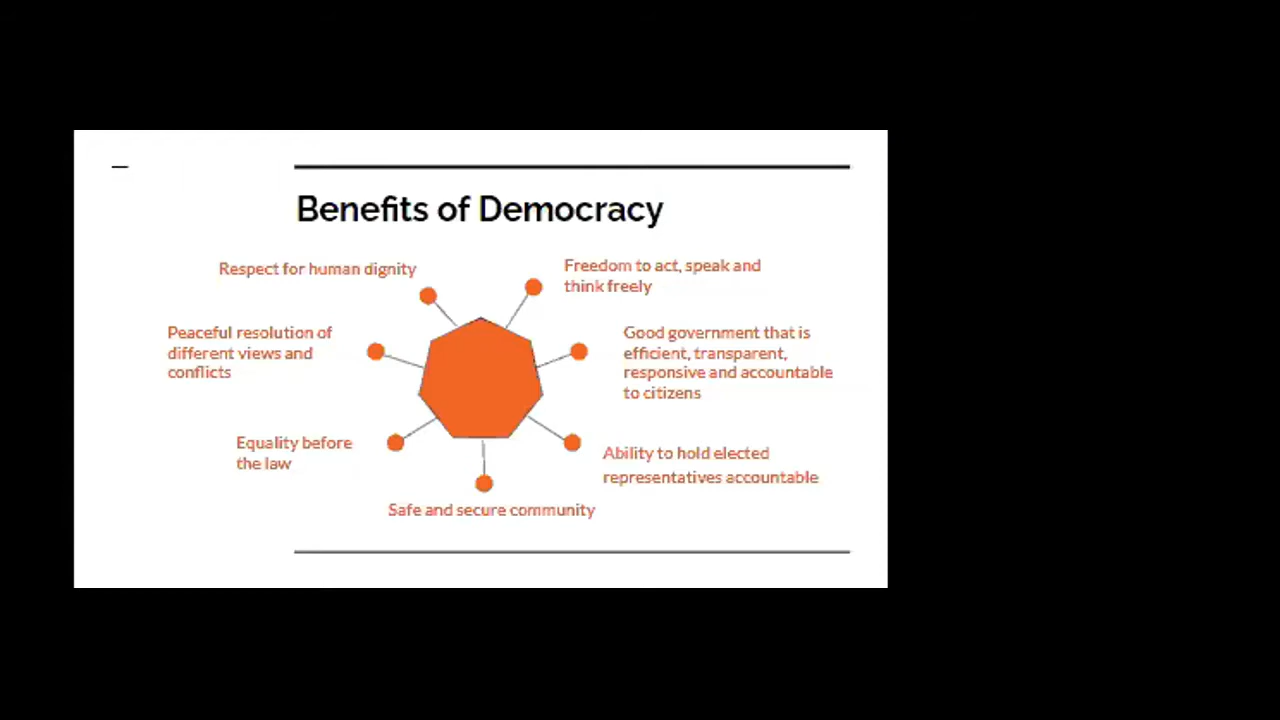 Benefits of Democracy
Respect for human dignity
Freedom to act, speak and
think freely
Peaceful resolution of
different views and
conflicts
Good government that is
efficient, transparent,
responsive and accountable
to citizens
Equality before
the law
Ability to hold elected
representatives accountable
Safe and secure community